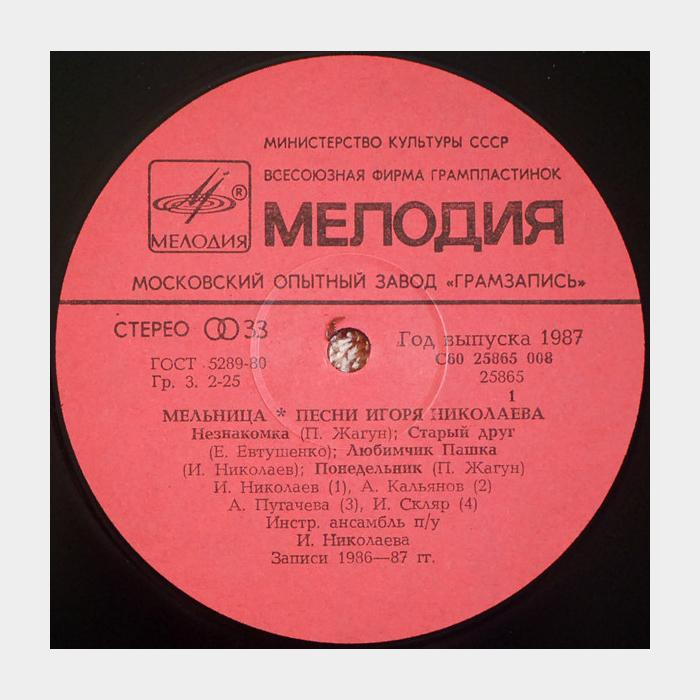 МИНИСТЕРСТВО КУЛЬТУРЫ СССР
ВСЕСОЮЗНАЯ ФИРМА ГРАМПЛАСТИНОК
МЕЛОДИЯ ®
МЕЛОДИЯ
МОСКОВСКИЙ ОПЫТНЫЙ ЗАВОД «ГРАМЗАПИСЬ»
СТЕРЕО 33
Год выпуска 1987
ГОСТ 5289-80
С60 25865 008
Гр. 3. 2-25
25865
1
МЕЛЬНИЦА * ПЕСНИ ИГОРЯ НИКОЛАЕВА
Незнакомка (П. Жагун); Старый друг
(Е. Евтушенко); Любимчик Пашка
(И. Николаев); Понедельник (П. Жагун)
И. Николаев (1), А. Кальянов (2)
А. Пугачева (3), И. Скляр (4)
Инстр. ансамбль п/у
И. Николаева
Записи 1986—87 гг.